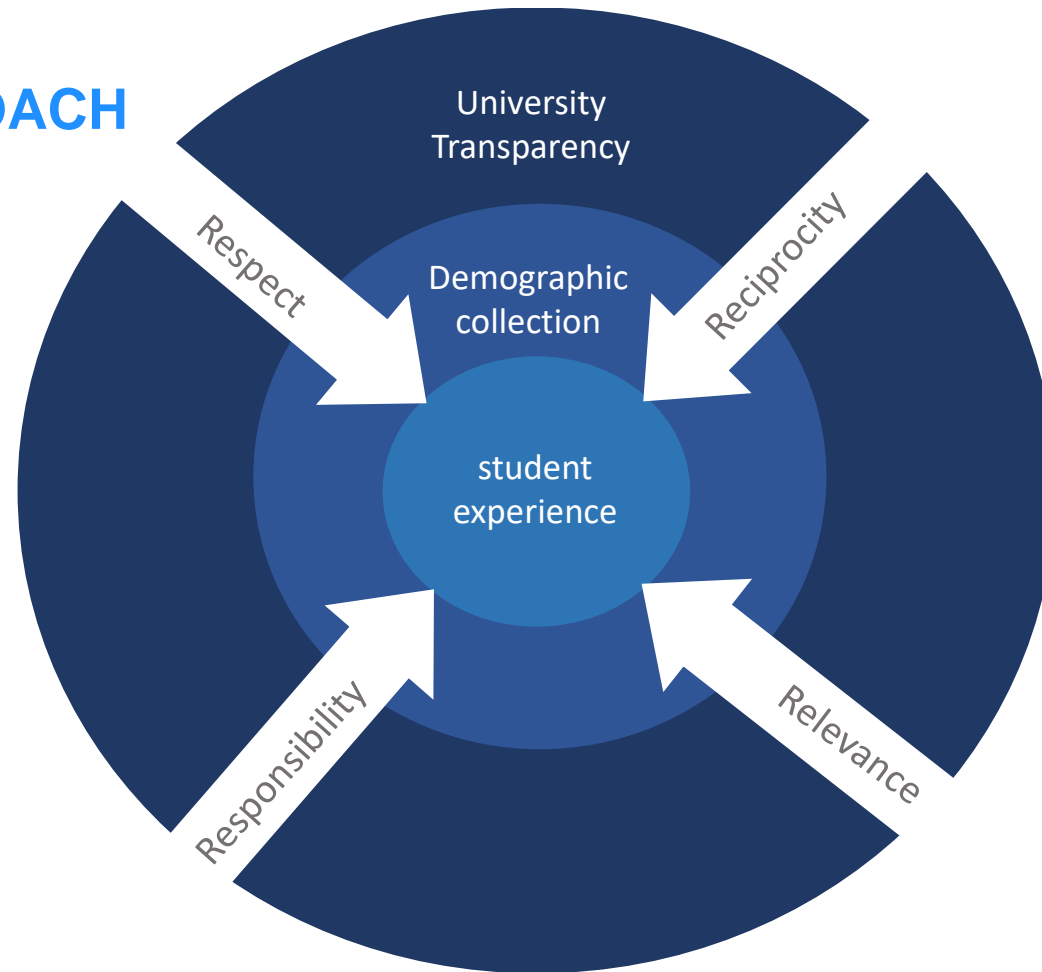 OACH
University
Transparency
Respect
Reciprocity
Demographic
collection
student
experience
Responsibility
Relevance